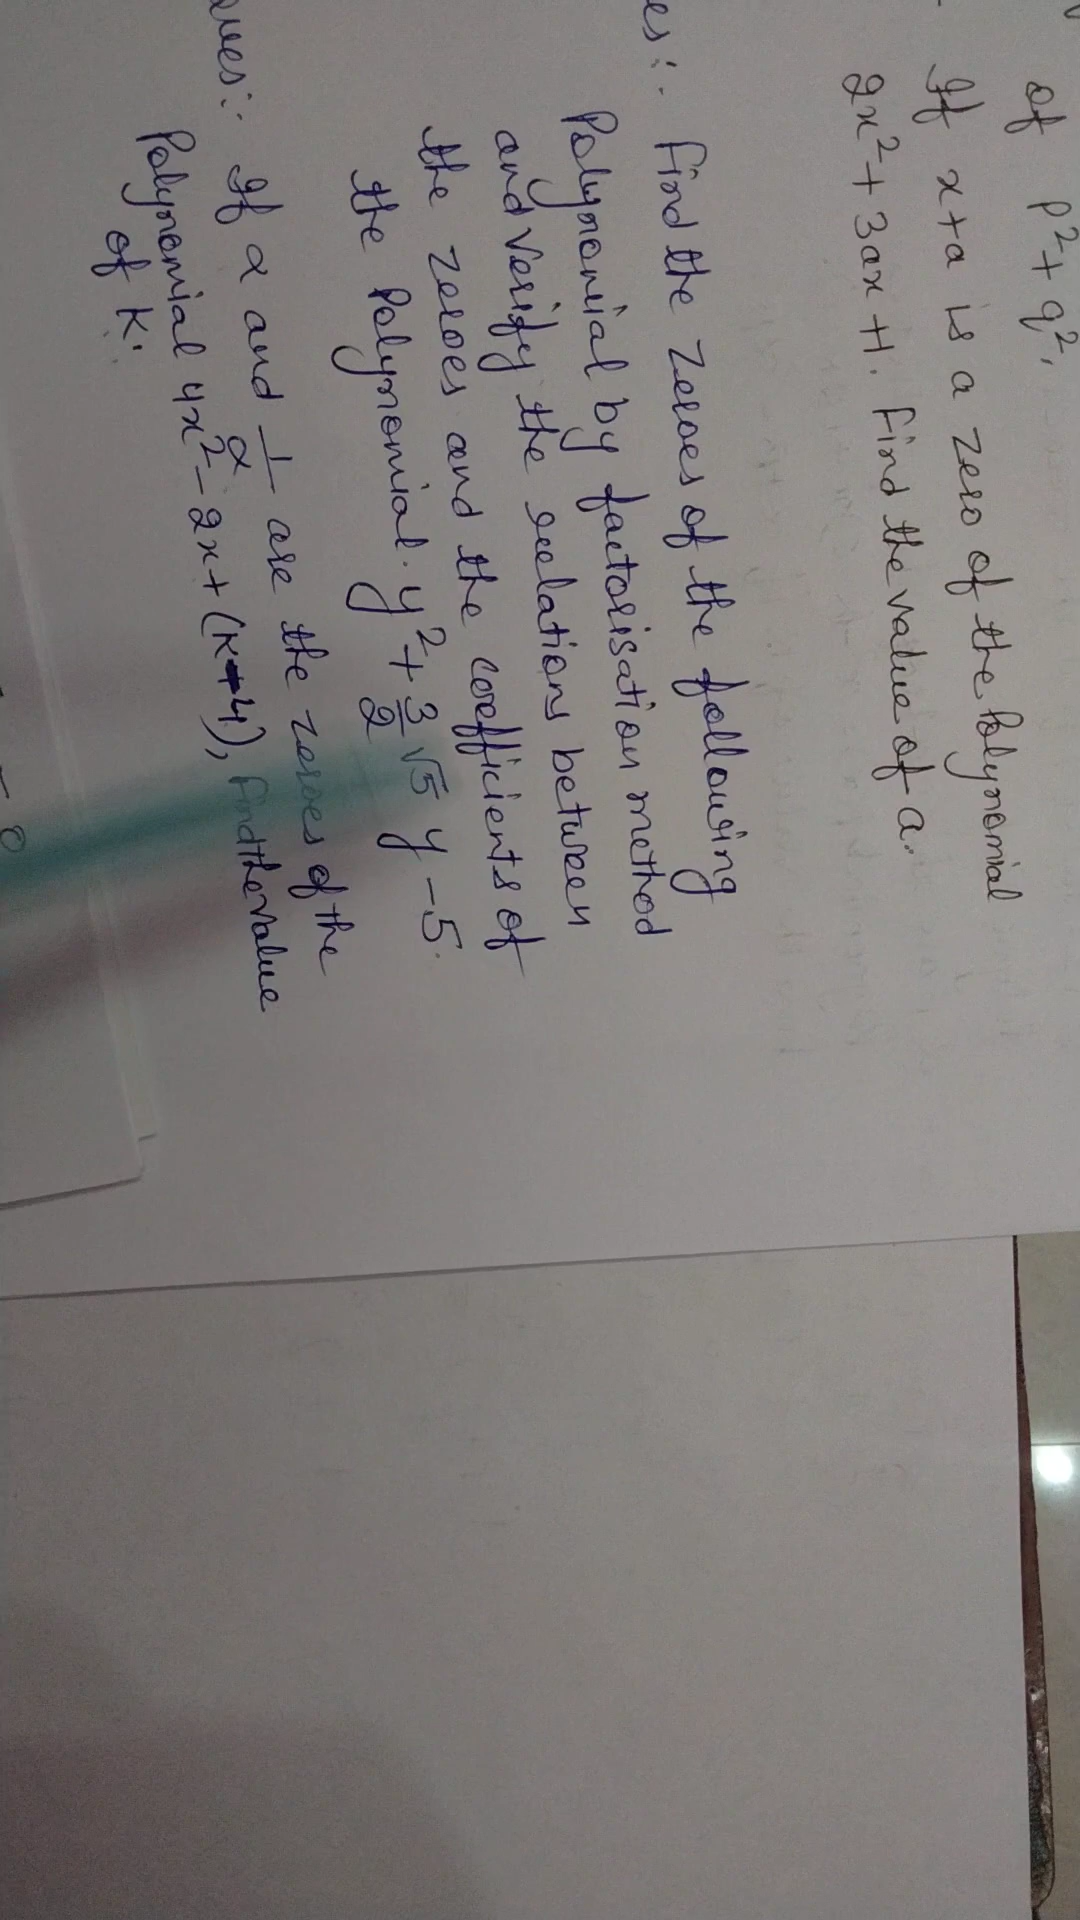 of p²+q²,
If x+a is a zero of the Polynomial
2x²+3ax+1. Find the value of a.
es:. Find the zeroes of the following
Polynomial by factorisation method
and verify the relations between
the zeroes and the coefficients of
the Polynomial. y²+3/2 √5 y -5.
ques:. If α and 1/α are the zeroes of the
Polynomial 4x²-2x+(k-4), find the value
of k.